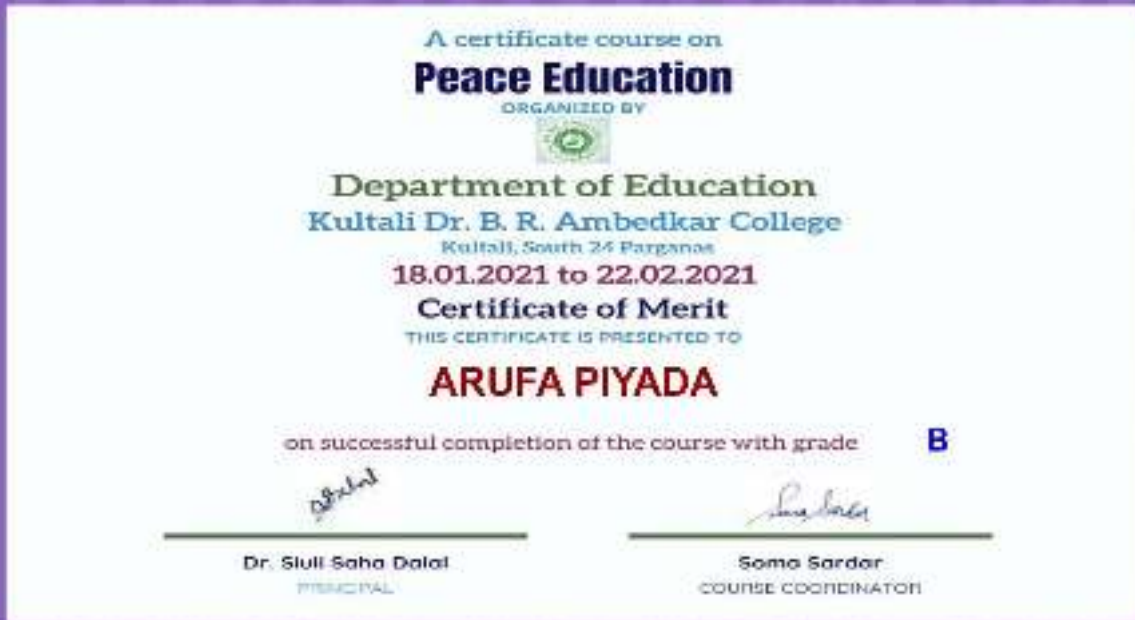 A certificate course on
Peace Education
ORGANIZED BY
Department of Education
Kultali Dr. B. R. Ambedkar College
Kultali, South 24 Parganas
18.01.2021 to 22.02.2021
Certificate of Merit
THIS CERTIFICATE IS PRESENTED TO
ARUFA PIYADA
on successful completion of the course with grade B
Soma Sardar
Dr. Siuli Saha Dalal Soma Sardar
PRINCIPAL COURSE COORDINATOR